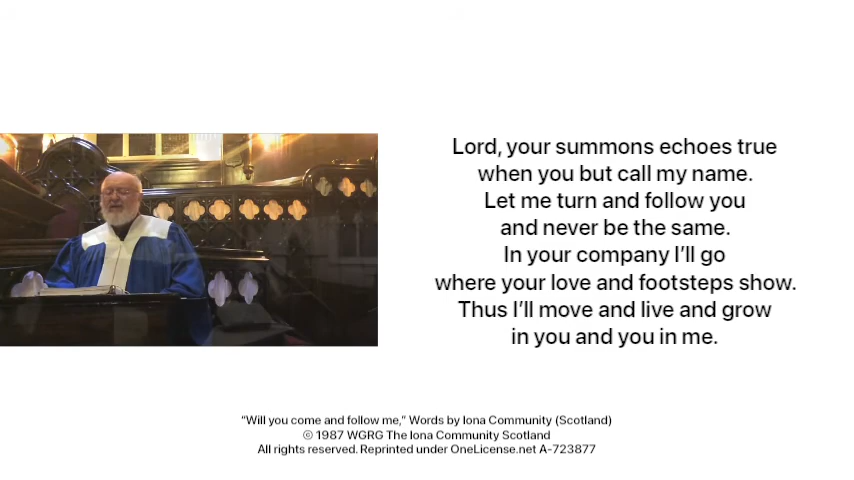 Lord, your summons echoes true
when you but call my name.
Let me turn and follow you
and never be the same.
In your company I’ll go
where your love and footsteps show.
Thus I’ll move and live and grow
in you and you in me.
“Will you come and follow me,” Words by Iona Community (Scotland)
© 1987 WGRG The Iona Community Scotland
All rights reserved. Reprinted under OneLicense.net A-723877